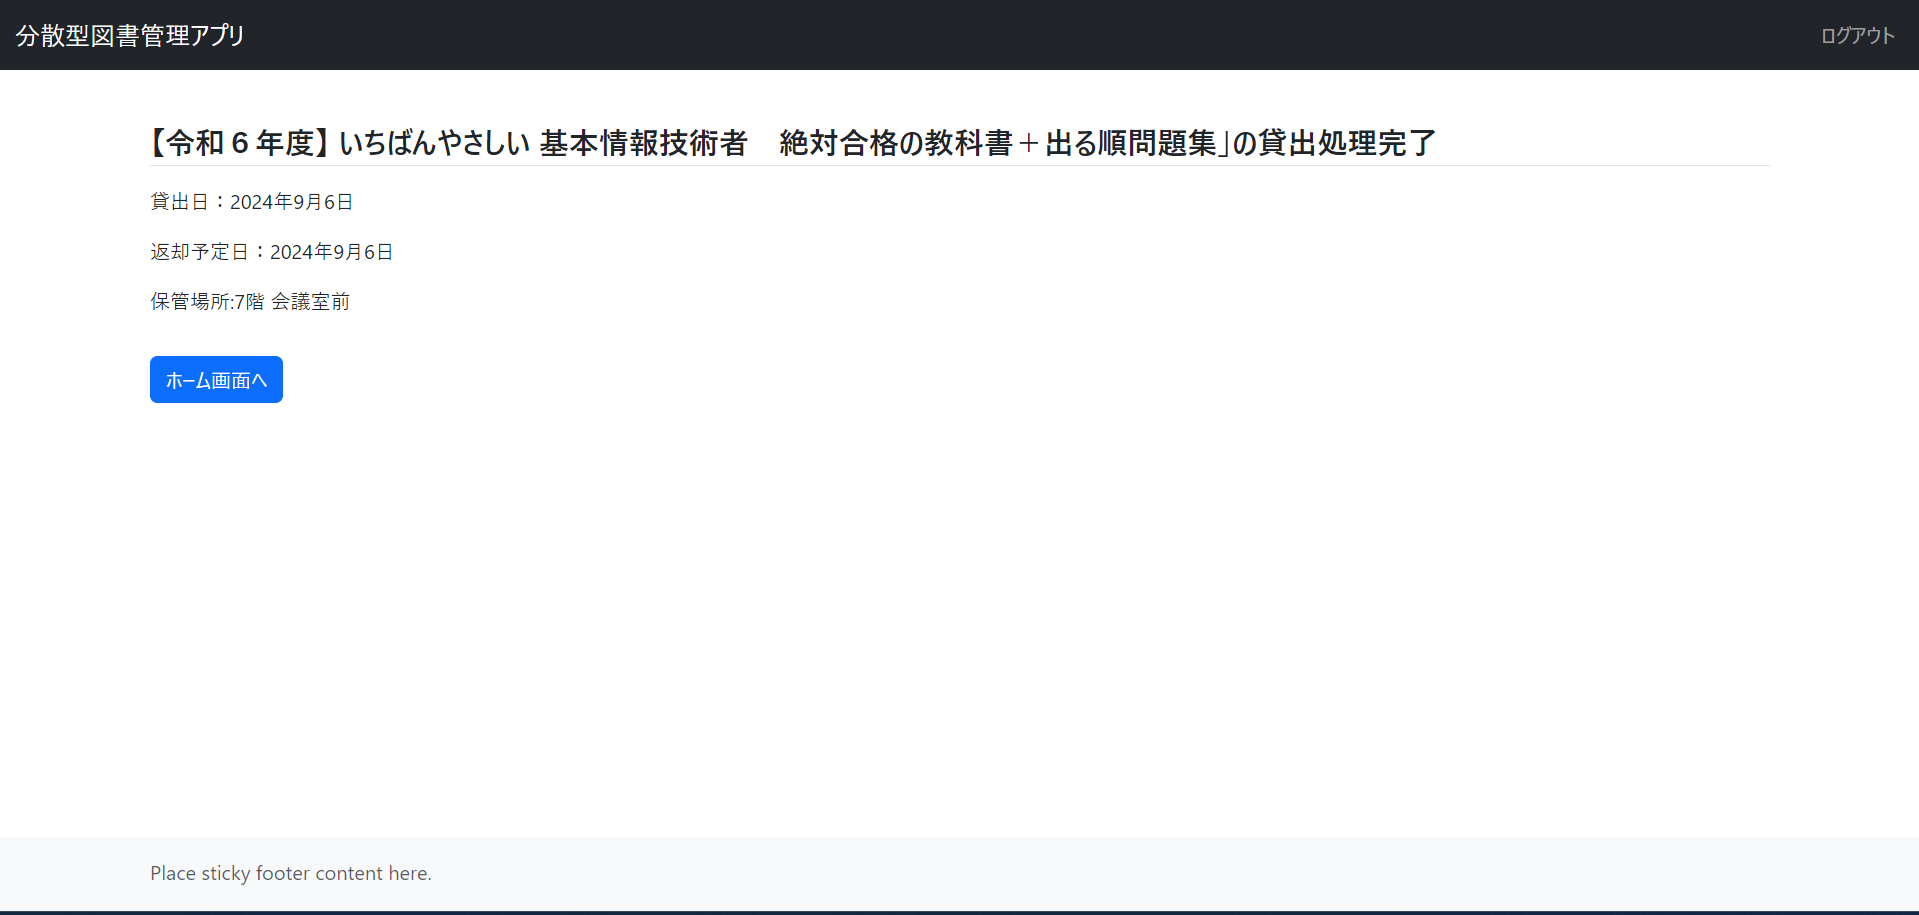 分散型図書管理アプリ
ログアウト
【令和６年度】 いちばんやさしい 基本情報技術者　絶対合格の教科書＋出る順問題集」の貸出処理完了
貸出日：2024年9月6日
返却予定日：2024年9月6日
保管場所:7階 会議室前
ホーム画面へ
Place sticky footer content here.